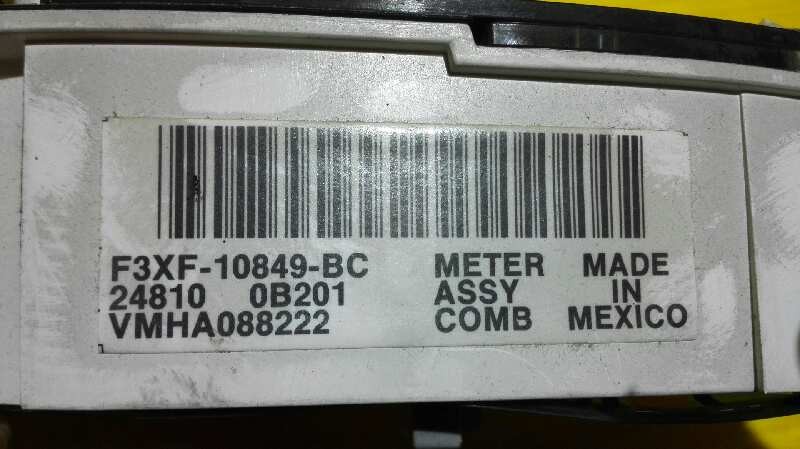 F3XF-10849-BC METER MADE
24810 0B201 ASSY IN
VMHA088222 COMB MEXICO